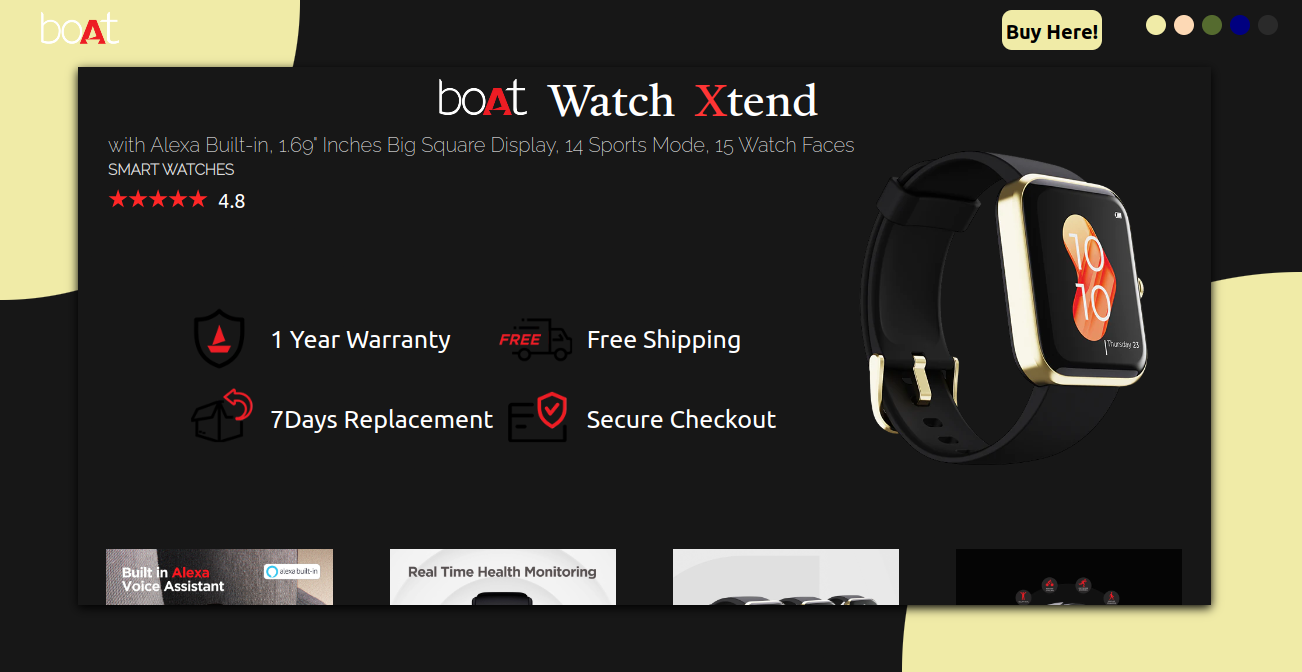 boAt
Buy Here!
boAt Watch Xtend
with Alexa Built-in, 1.69" Inches Big Square Display, 14 Sports Mode, 15 Watch Faces
SMART WATCHES
★★★★★ 4.8
10
10
Thursday 23
1 Year Warranty
FREE Free Shipping
7Days Replacement
Secure Checkout
Built in Alexa
Voice Assistant
alexa built-in
Real Time Health Monitoring